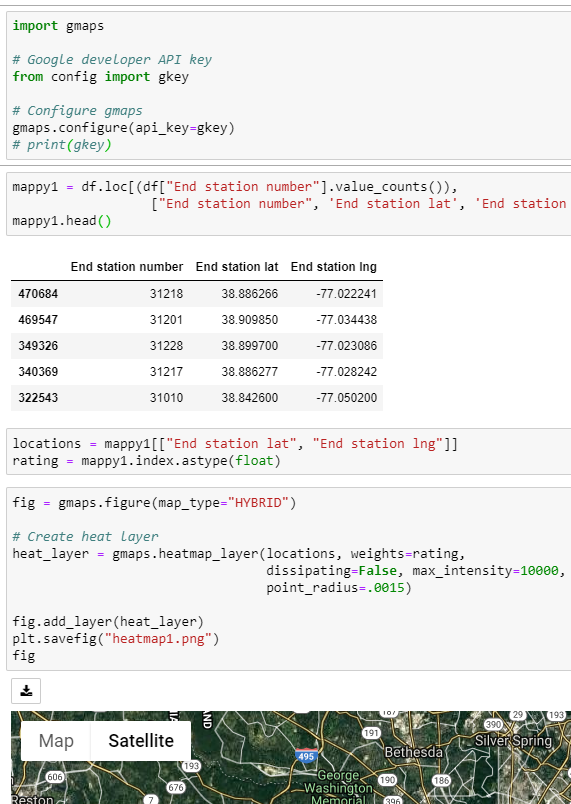 import gmaps
# Google developer API key
from config import gkey
# Configure gmaps
gmaps.configure(api_key=gkey)
# print(gkey)
mappy1 = df.loc[(df["End station number"].value_counts()),
["End station number", 'End station lat', 'End station
mappy1.head()
End station number End station lat End station lng
470684 31218 38.886266 -77.022241
469547 31201 38.909850 -77.034438
349326 31228 38.899700 -77.023086
340369 31217 38.886277 -77.028242
322543 31010 38.842600 -77.050200
locations = mappy1[["End station lat", "End station lng"]]
rating = mappy1.index.astype(float)
fig = gmaps.figure(map_type="HYBRID")
# Create heat layer
heat_layer = gmaps.heatmap_layer(locations, weights=rating,
dissipating=False, max_intensity=10000,
point_radius=.0015)
fig.add_layer(heat_layer)
plt.savefig("heatmap1.png")
fig
Map Satellite
187
29
193
390
191
Silver Spring
495
Bethesda
193
606
George
190
186
676
Washington
Reston
7
Memorial
396